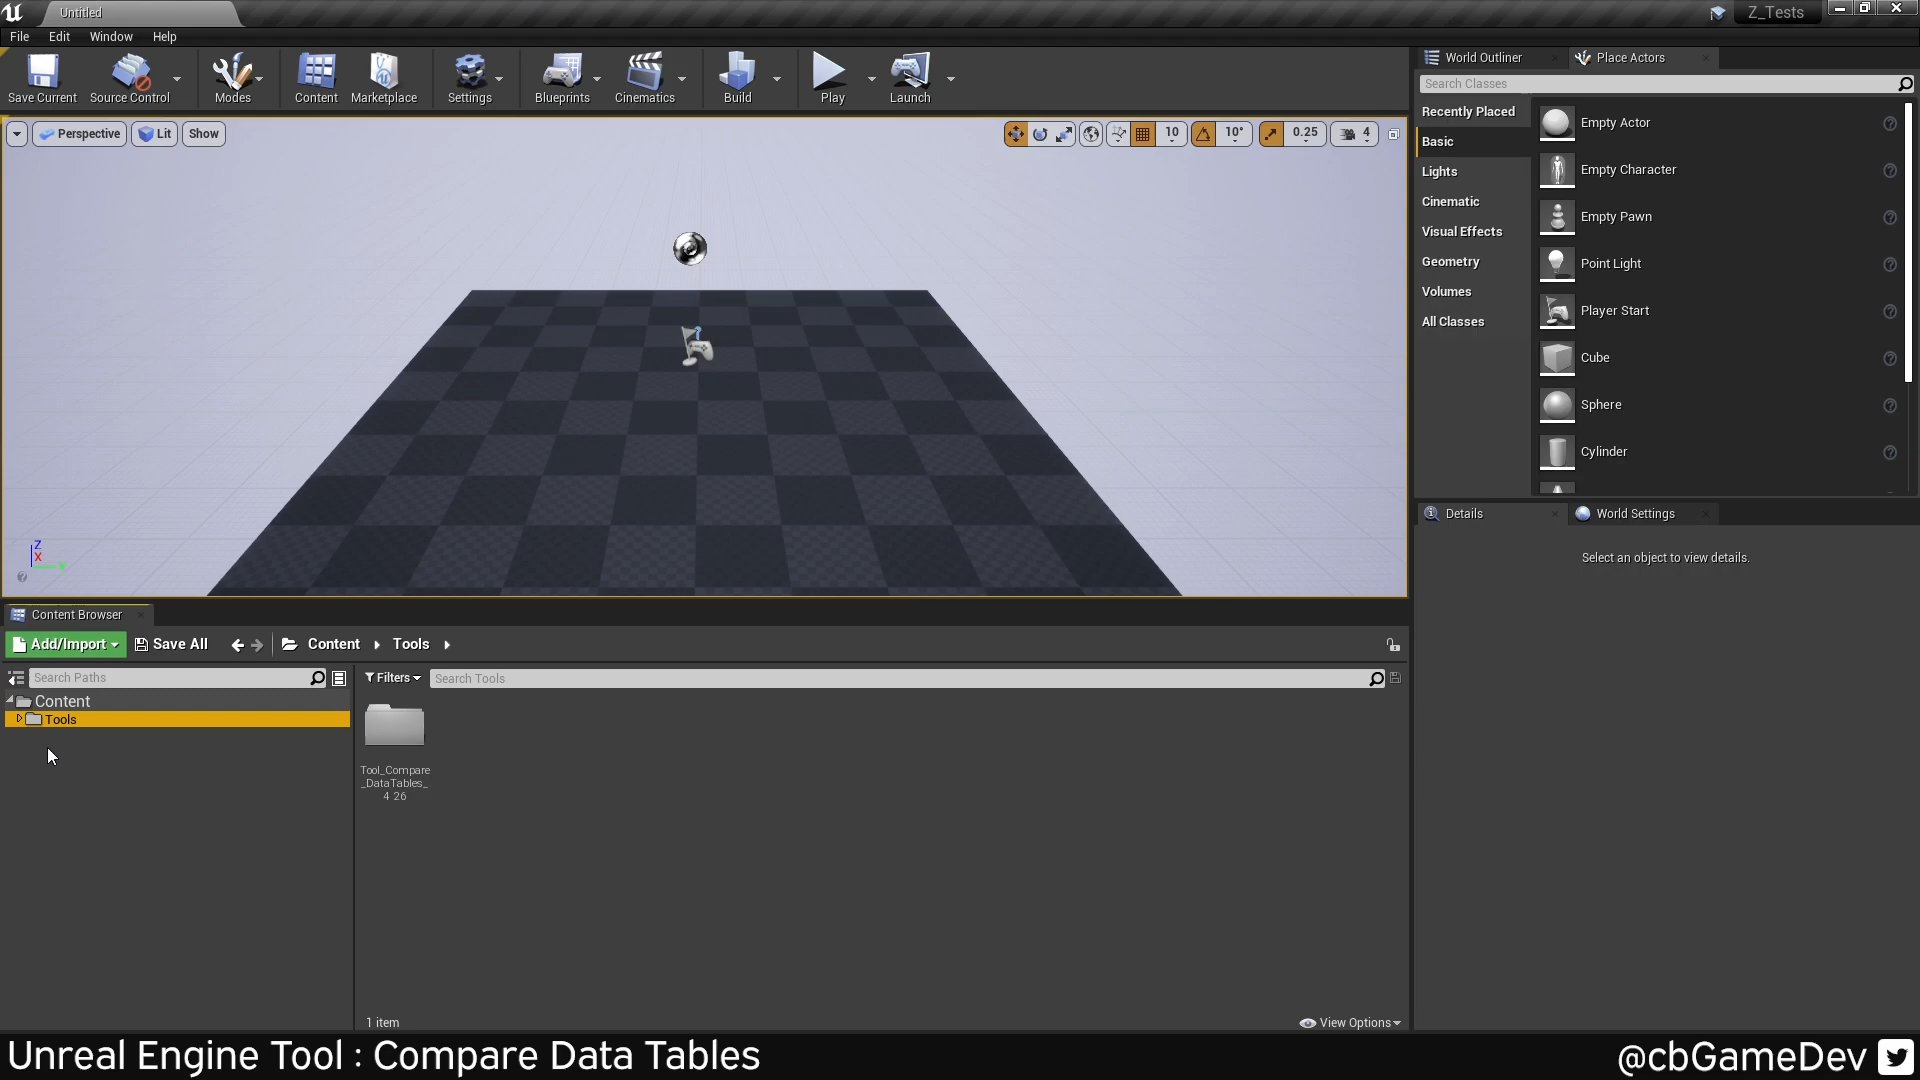 Untitled
Z_Tests
File Edit Window Help
Save Current Source Control Modes Content Marketplace Settings Blueprints Cinematics Build Play Launch
World Outliner Place Actors
Search Classes
Perspective Lit Show
10 10° 0.25 4
Recently Placed
Basic
Lights
Cinematic
Visual Effects
Geometry
Volumes
All Classes
Empty Actor
Empty Character
Empty Pawn
Point Light
Player Start
Cube
Sphere
Cylinder
Z
X
Y
Details World Settings
Select an object to view details.
Content Browser
Add/Import Save All Content Tools
Search Paths
Filters Search Tools
Content
Tools
Tool_Compare
_DataTables_
4 26
1 item
View Options
Unreal Engine Tool : Compare Data Tables
@cbGameDev